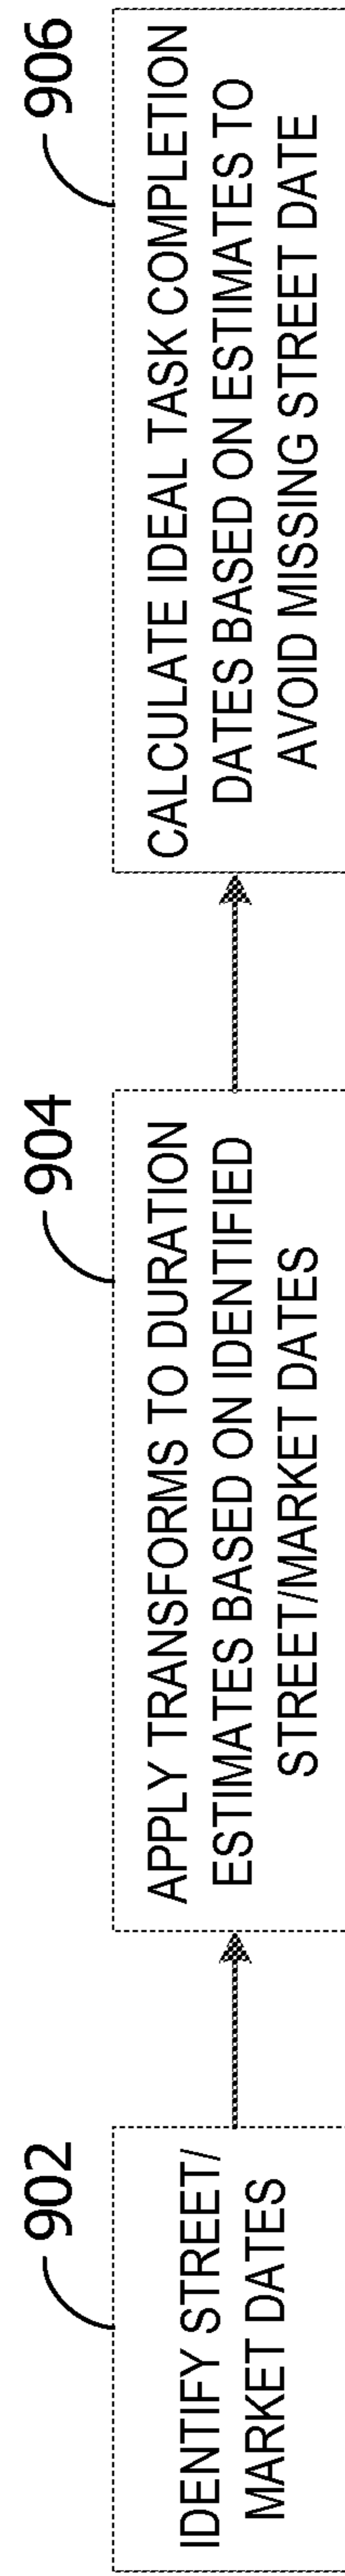 902
IDENTIFY STREET/
MARKET DATES
904
APPLY TRANSFORMS TO DURATION
ESTIMATES BASED ON IDENTIFIED
STREET/MARKET DATES
906
CALCULATE IDEAL TASK COMPLETION
DATES BASED ON ESTIMATES TO
AVOID MISSING STREET DATE